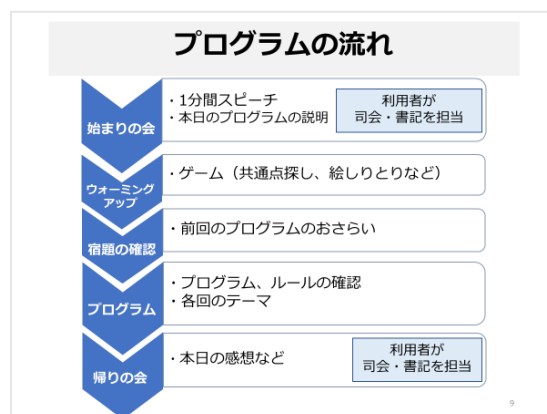 プログラムの流れ
始まりの会
・1分間スピーチ
・本日のプログラムの説明
利用者が
司会・書記を担当
ウォーミング
アップ
・ゲーム（共通点探し、絵しりとりなど）
宿題の確認
・前回のプログラムのおさらい
プログラム
・プログラム、ルールの確認
・各回のテーマ
帰りの会
・本日の感想など
利用者が
司会・書記を担当
9